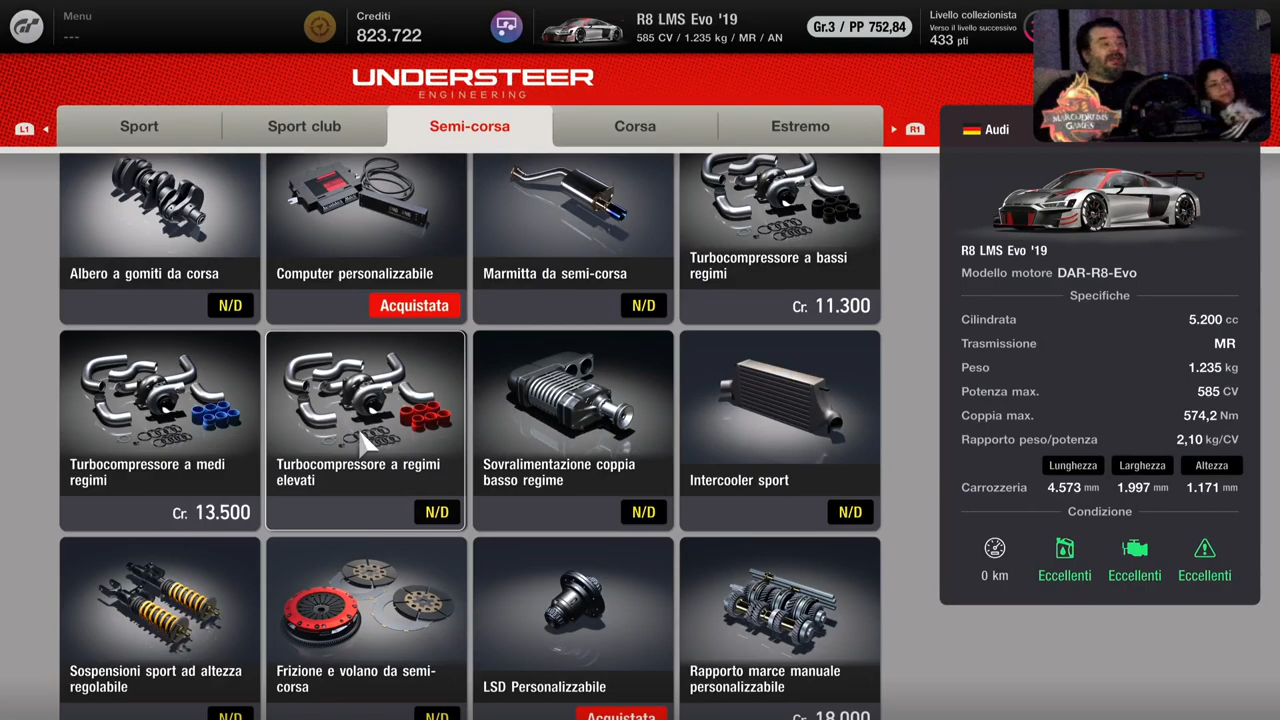 GT
Menu
---
Crediti
823.722
R8 LMS Evo '19
585 CV / 1.235 kg / MR / AN
Gr.3 / PP 752,84
Livello collezionista
Verso il livello successivo
433 pti
MARCODRUMS
GAMES
UNDERSTEER
ENGINEERING
L1
Sport
Sport club
Semi-corsa
Corsa
Estremo
R1
Albero a gomiti da corsa
N/D
Computer personalizzabile
Acquistata
Marmitta da semi-corsa
N/D
Turbocompressore a bassi
regimi
Cr. 11.300
Turbocompressore a medi
regimi
Cr. 13.500
Turbocompressore a regimi
elevati
N/D
Sovralimentazione coppia
basso regime
N/D
Intercooler sport
N/D
Sospensioni sport ad altezza
regolabile
N/D
Frizione e volano da semi-
corsa
N/D
LSD Personalizzabile
Acquistata
Rapporto marce manuale
personalizzabile
Cr. 18.000
Audi
R8 LMS Evo '19
Modello motore DAR-R8-Evo
Specifiche
Cilindrata 5.200 cc
Trasmissione MR
Peso 1.235 kg
Potenza max. 585 CV
Coppia max. 574,2 Nm
Rapporto peso/potenza 2,10 kg/CV
Lunghezza Larghezza Altezza
Carrozzeria 4.573 mm 1.997 mm 1.171 mm
Condizione
0 km Eccellenti Eccellenti Eccellenti